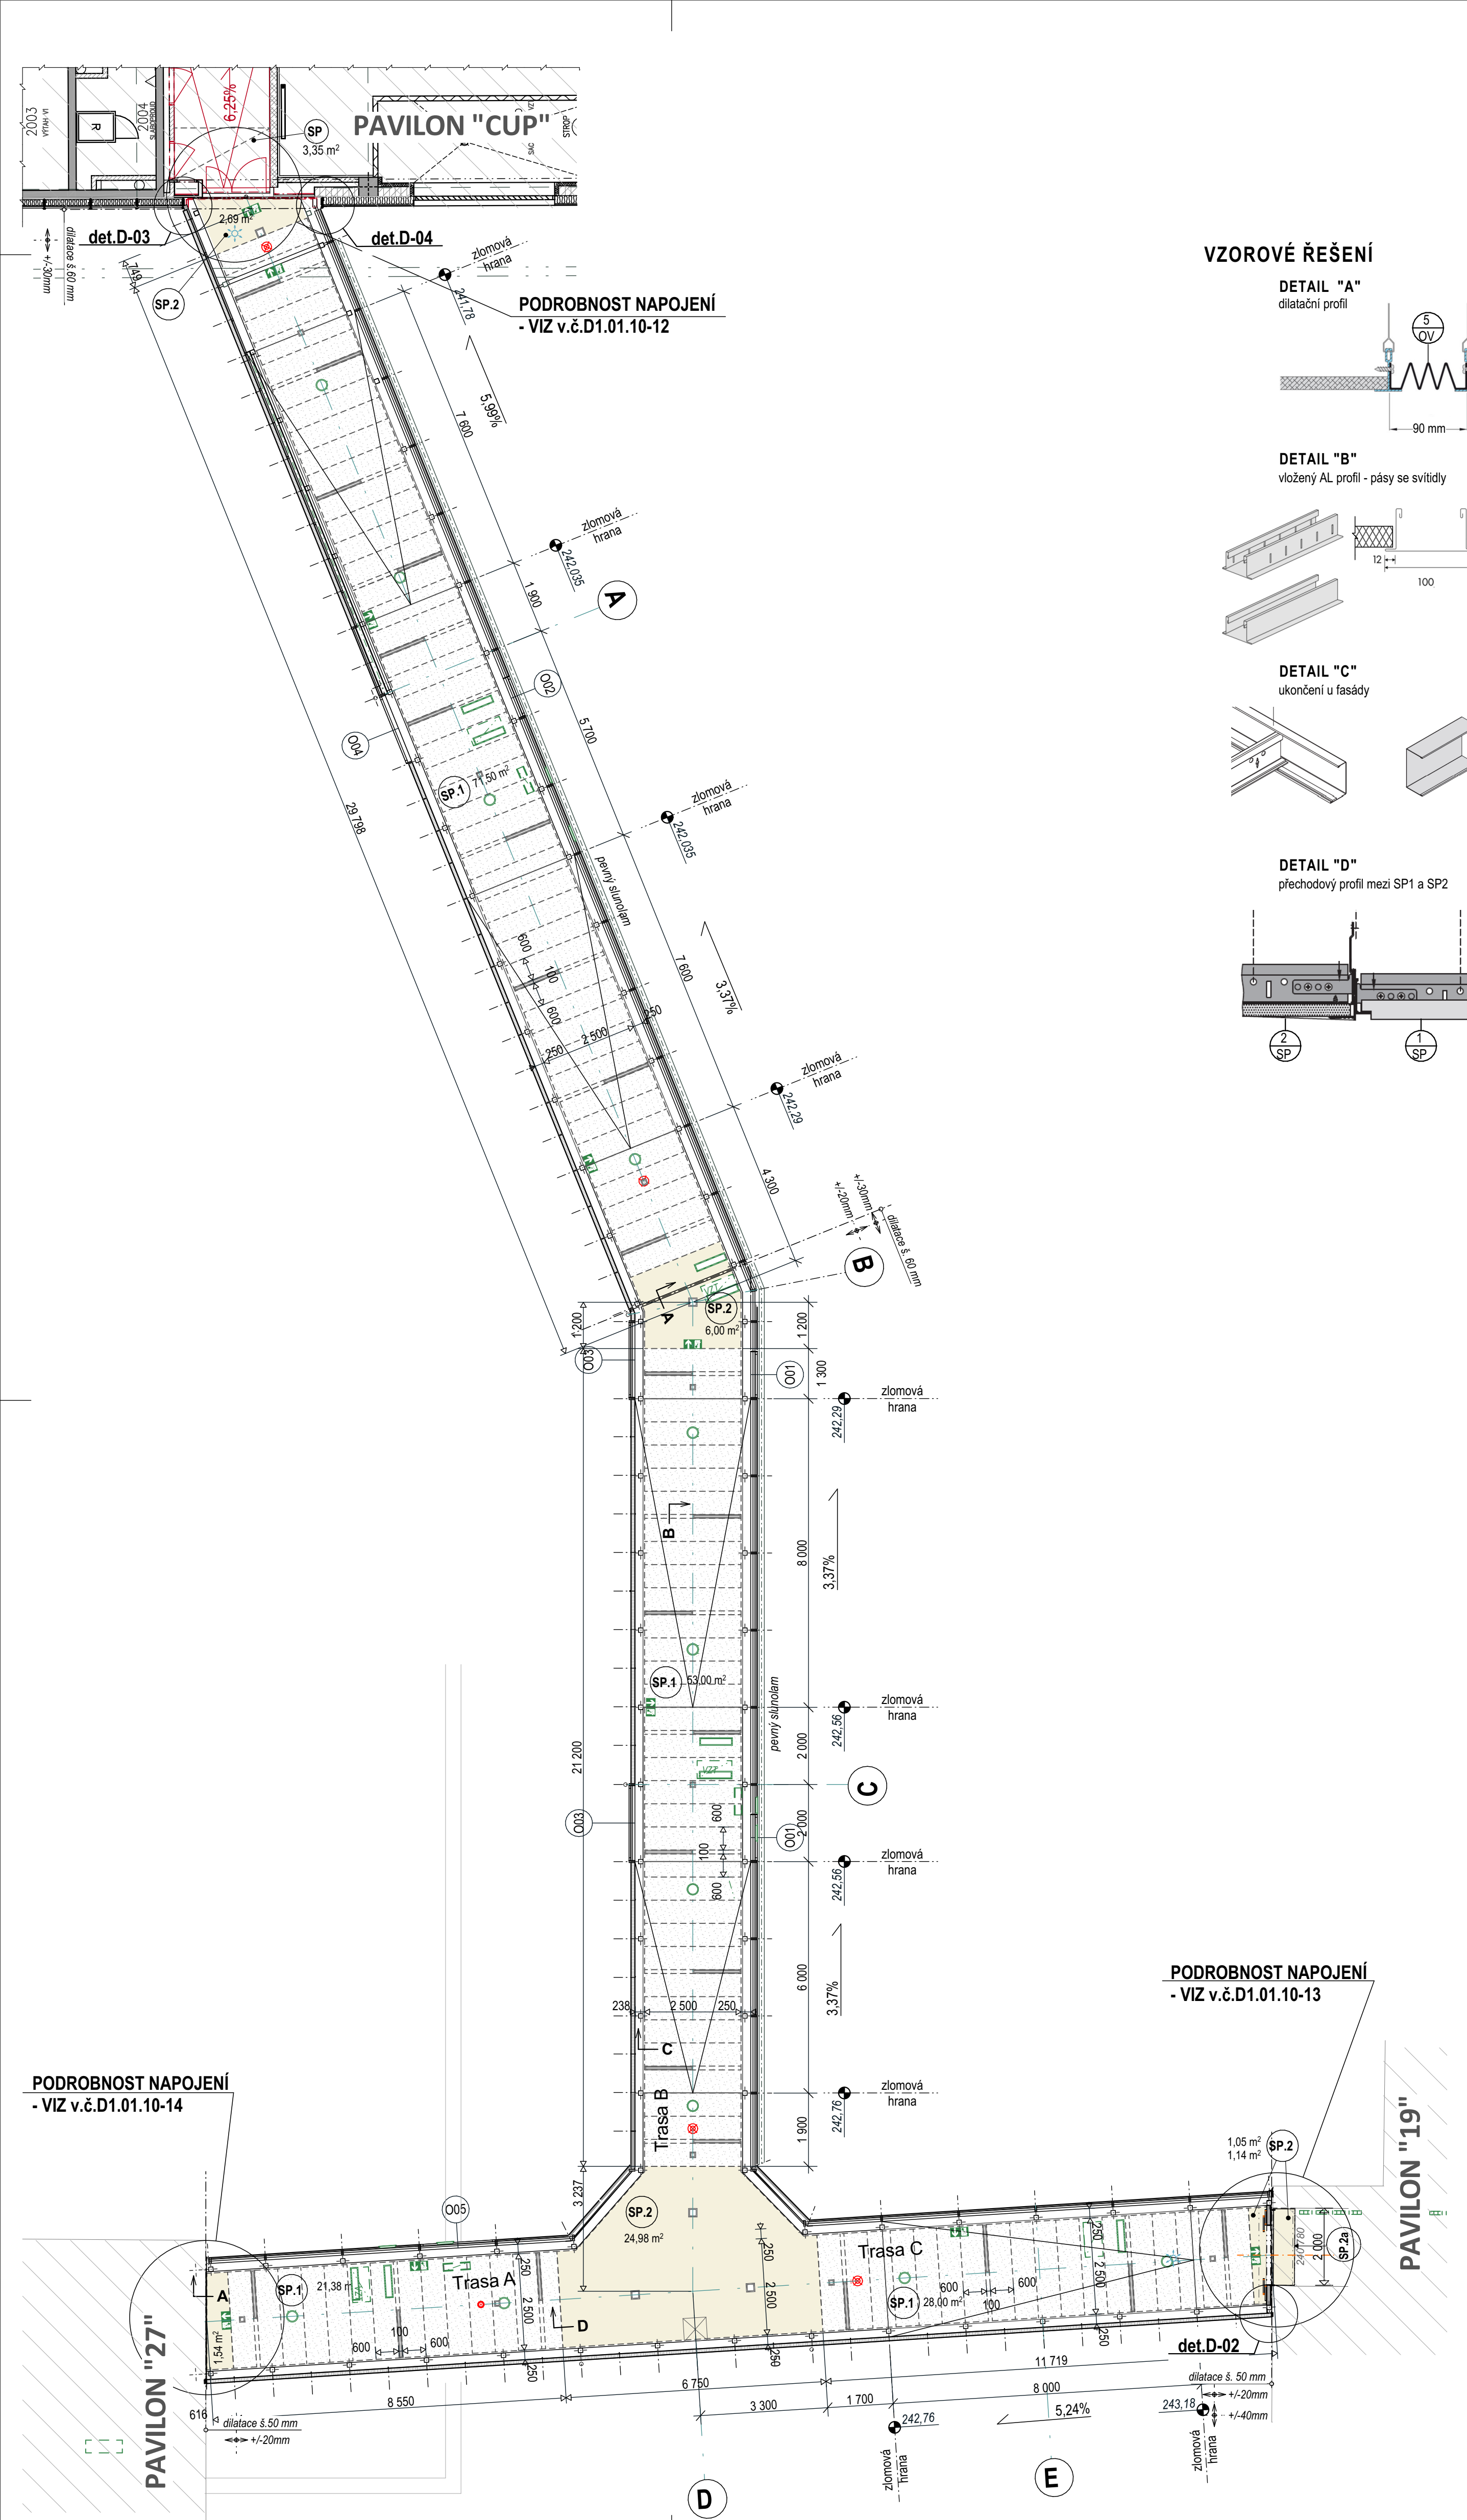 2003
VÝTAH V1
R
2004
SLABOPROUD
6,25%
SP
3,35 m²
PAVILON "CUP"
STROP
2,69 m²
det.D-03
det.D-04
+/-30mm
dilatace š.60 mm
749
SP.2
zlomová
hrana
241,78
PODROBNOST NAPOJENÍ
- VIZ v.č.D1.01.10-12
5,99%
7 600
zlomová
hrana
242,035
1 900
A
O02
O04
5 700
SP.1
71,50 m²
29 798
zlomová
hrana
242,035
pevný slunolam
600
100
600
7 600
3,37%
250
2 500
250
zlomová
hrana
242,29
4 300
+/-20mm
+/-30mm
dilatace š. 60 mm
B
A
VZT
SP.2
6,00 m²
1 200
1 200
O03
O01
1 300
zlomová
hrana
242,29
B
8 000
3,37%
SP.1
53,00 m²
zlomová
hrana
242,56
pevný slunolam
2 000
21 200
VZT
C
O03
600
100
600
O01
2 000
zlomová
hrana
242,56
6 000
3,37%
238
2 500
250
C
Trasa B
zlomová
hrana
242,76
1 900
3 237
SP.2
24,98 m²
PODROBNOST NAPOJENÍ
- VIZ v.č.D1.01.10-14
PODROBNOST NAPOJENÍ
- VIZ v.č.D1.01.10-13
O05
A
SP.1
21,38 m
VZT
Trasa A
250
2 500
250
600
100
600
1,54 m²
D
PAVILON "27"
250
2 500
250
Trasa C
SP.1
28,00 m²
600
100
600
250
2 500
250
1,05 m²
1,14 m²
SP.2
2 000
SP.2a
PAVILON "19"
det.D-02
616
8 550
6 750
11 719
3 300
1 700
8 000
dilatace š.50 mm
+/-20mm
dilatace š. 50 mm
+/-20mm
+/-40mm
242,76
5,24%
243,18
zlomová
hrana
zlomová
hrana
D
E
VZOROVÉ ŘEŠENÍ
DETAIL "A"
dilatační profil
5
OV
90 mm
DETAIL "B"
vložený AL profil - pásy se svítidly
12
100
DETAIL "C"
ukončení u fasády
DETAIL "D"
přechodový profil mezi SP1 a SP2
2
SP
1
SP